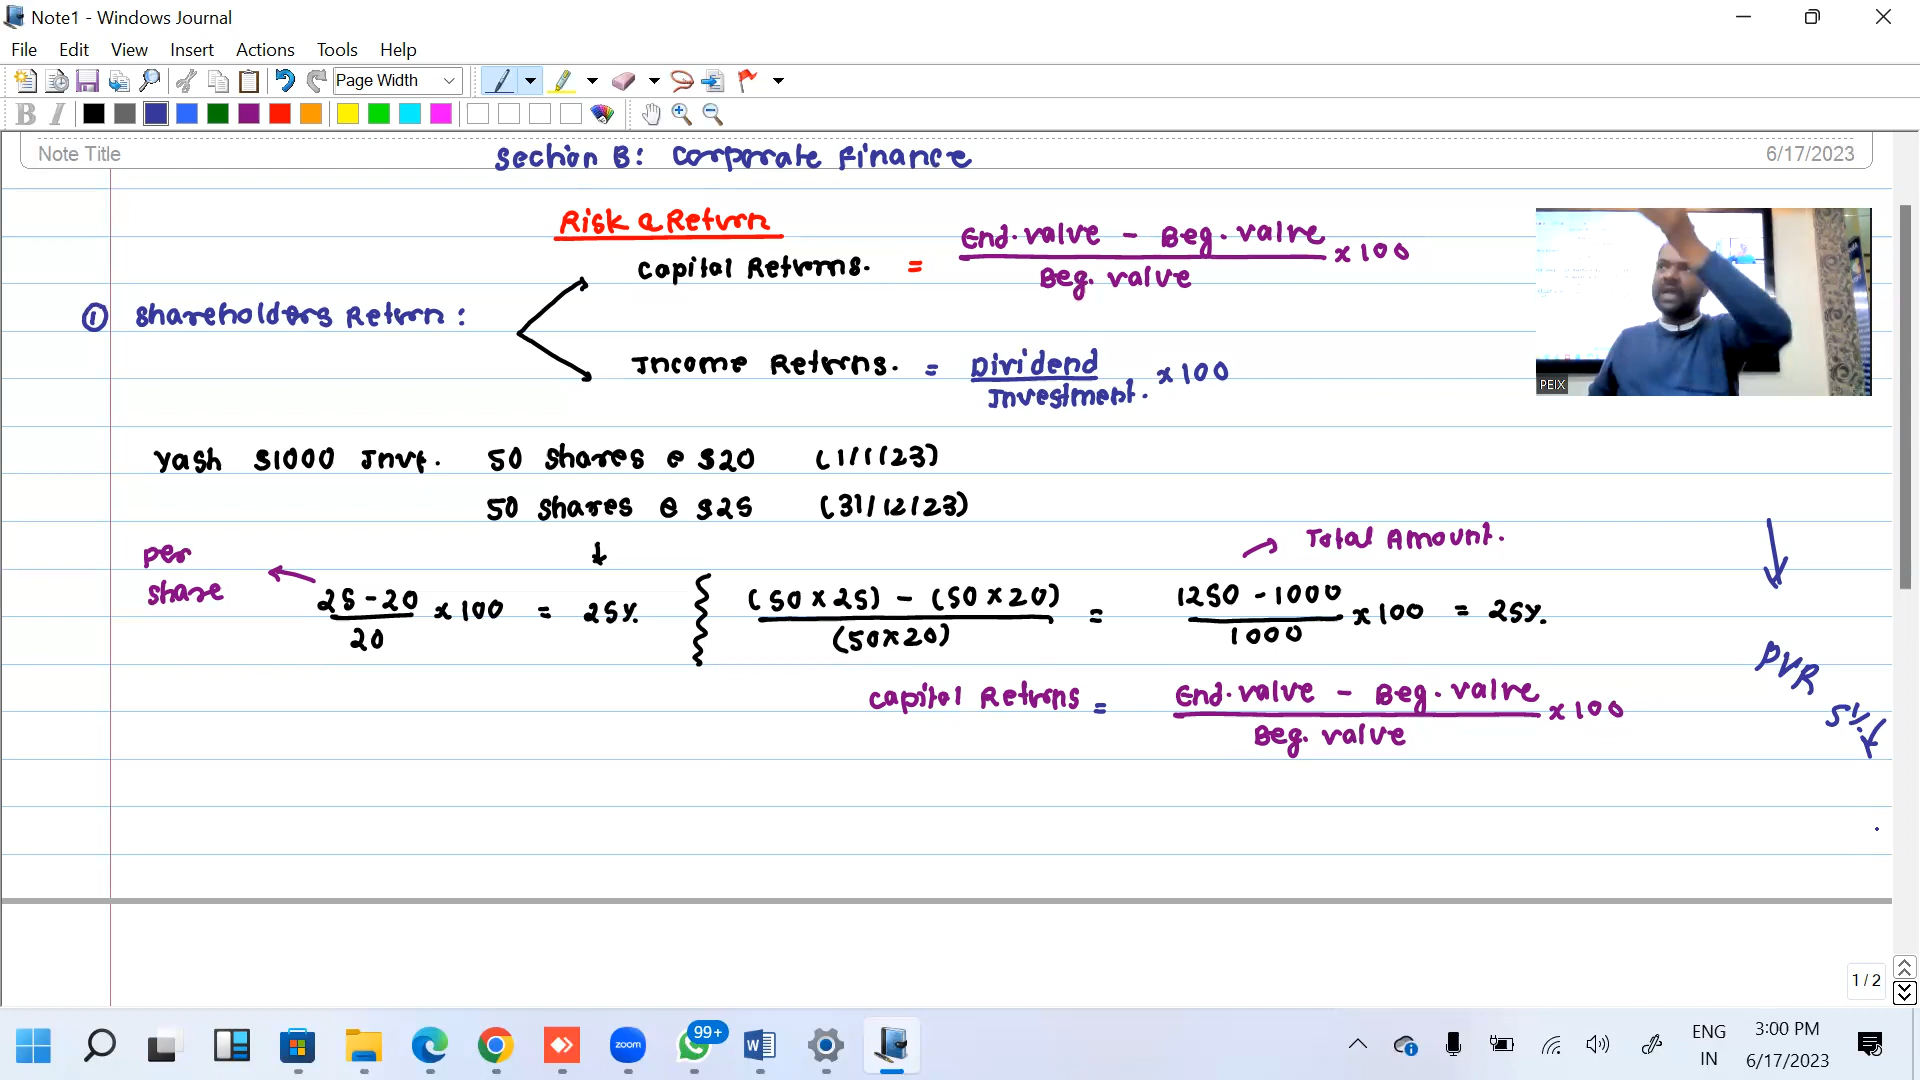 Note1 - Windows Journal
File Edit View Insert Actions Tools Help
Page Width
B I
Note Title
6/17/2023
Section B: Corporate Finance
Risk & Return
Capital Returns. = End.value - Beg.value x 100
Beg. value
① Shareholders Return:
Income Returns. = Dividend x 100
Investment.
PEIX
Yash $1000 Invt. 50 shares @ $20 (1/1/23)
50 shares @ $25 (31/12/23)
Total Amount.
per
share
25 - 20 x 100 = 25%.
20
(50 x 25) - (50 x 20) =
(50 x 20)
1250 - 1000 x 100 = 25%.
1000
PVR
5%
Capital Returns = End.value - Beg.value x 100
Beg. value
1 / 2
99+
zoom
ENG
IN
3:00 PM
6/17/2023